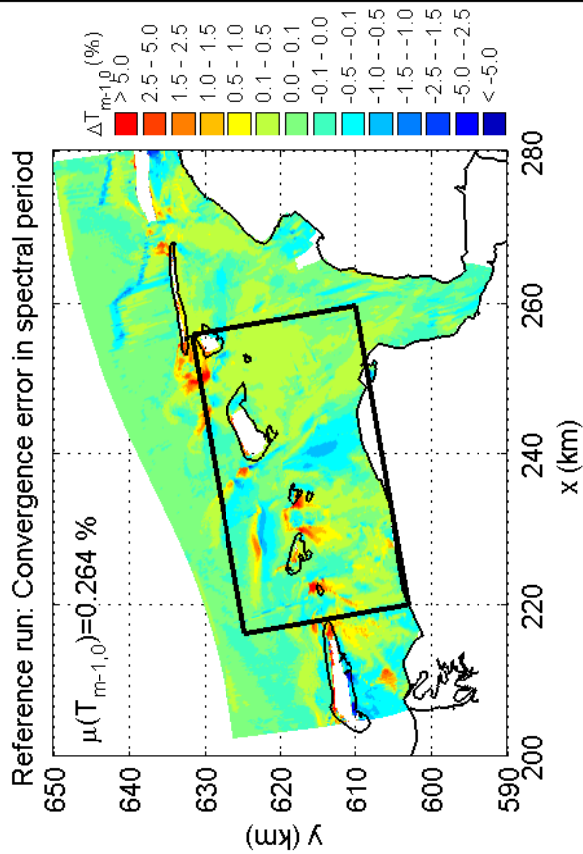 Reference run: Convergence error in spectral period
μ(T_m-1,0)=0.264 %
ΔT_m-1,0 (%)
> 5.0
2.5 - 5.0
1.5 - 2.5
1.0 - 1.5
0.5 - 1.0
0.1 - 0.5
0.0 - 0.1
-0.1 - 0.0
-0.5 - -0.1
-1.0 - -0.5
-1.5 - -1.0
-2.5 - -1.5
-5.0 - -2.5
< -5.0
y (km)
650
640
630
620
610
600
590
200
220
240
260
280
x (km)